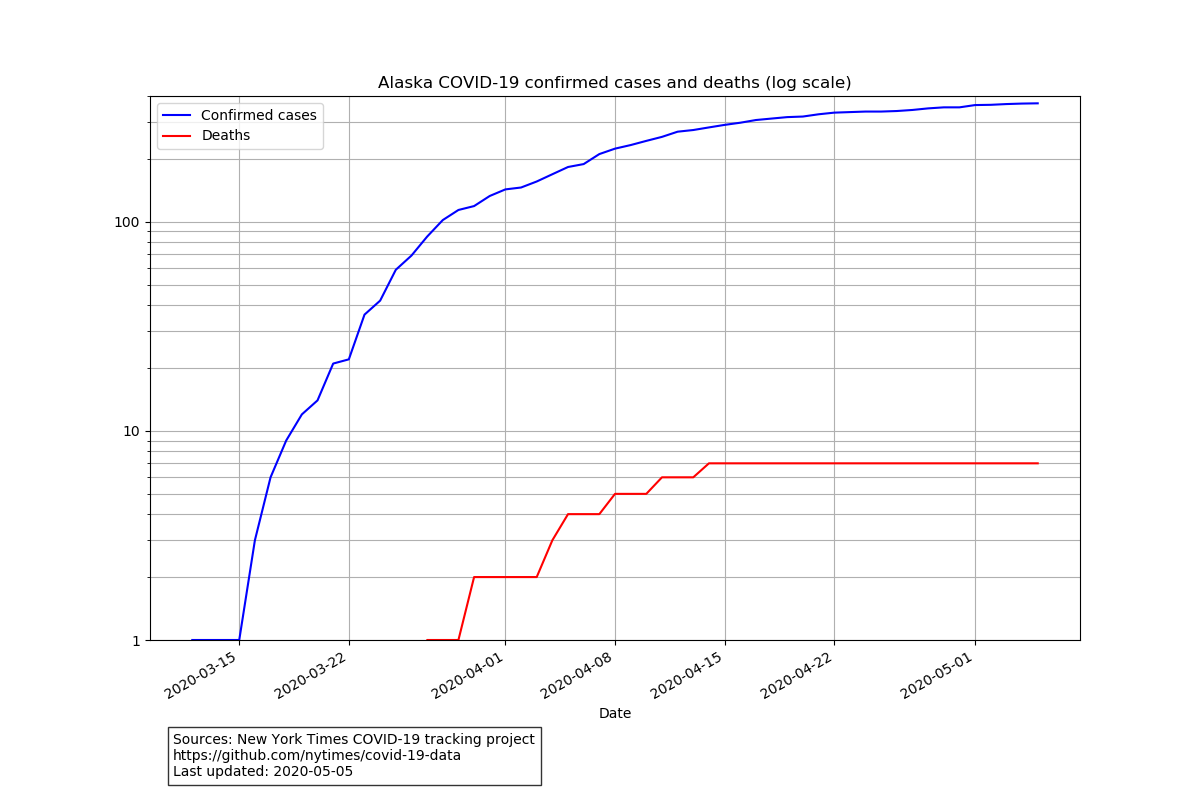 Alaska COVID-19 confirmed cases and deaths (log scale)
Confirmed cases
Deaths
100
10
1
2020-03-15
2020-03-22
2020-04-01
2020-04-08
2020-04-15
2020-04-22
2020-05-01
Date
Sources: New York Times COVID-19 tracking project
https://github.com/nytimes/covid-19-data
Last updated: 2020-05-05